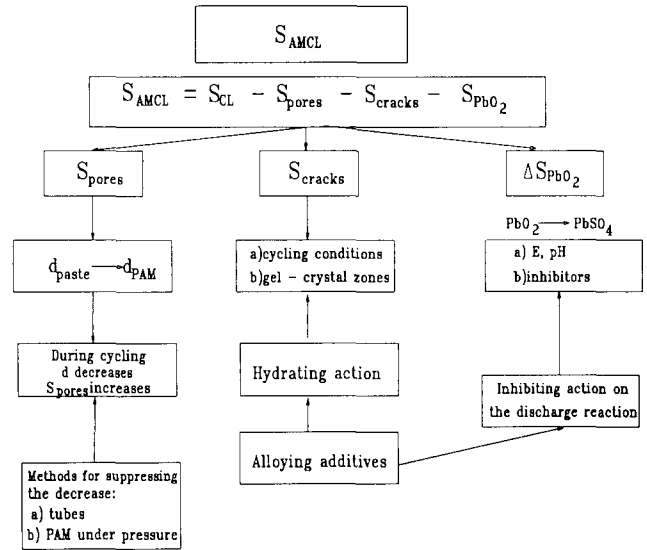 S_AMCL
S_AMCL = S_CL - S_pores - S_cracks - S_PbO₂
S_pores
S_cracks
ΔS_PbO₂
d_paste → d_PAM
a)cycling conditions
b)gel - crystal zones
PbO₂ → PbSO₄
a) E, pH
b)inhibitors
During cycling
d decreases
S_pores increases
Hydrating action
Inhibiting action on
the discharge reaction
Alloying additives
Methods for suppressing
the decrease:
a) tubes
b) PAM under pressure